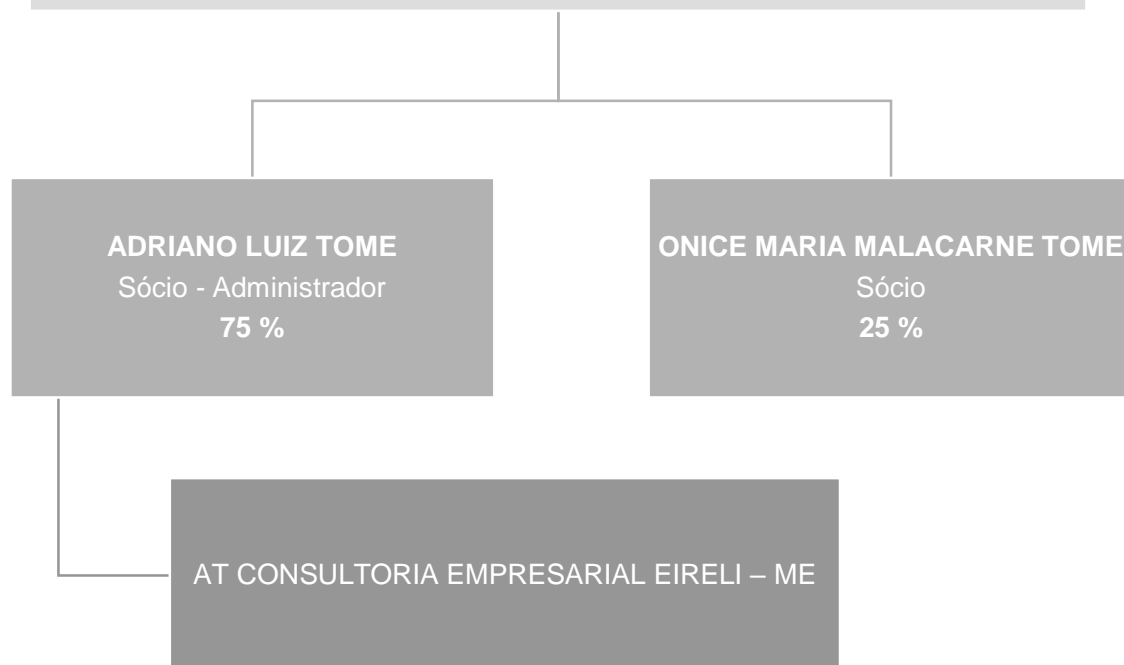 ADRIANO LUIZ TOME
Sócio - Administrador
75 %
ONICE MARIA MALACARNE TOME
Sócio
25 %
AT CONSULTORIA EMPRESARIAL EIRELI – ME